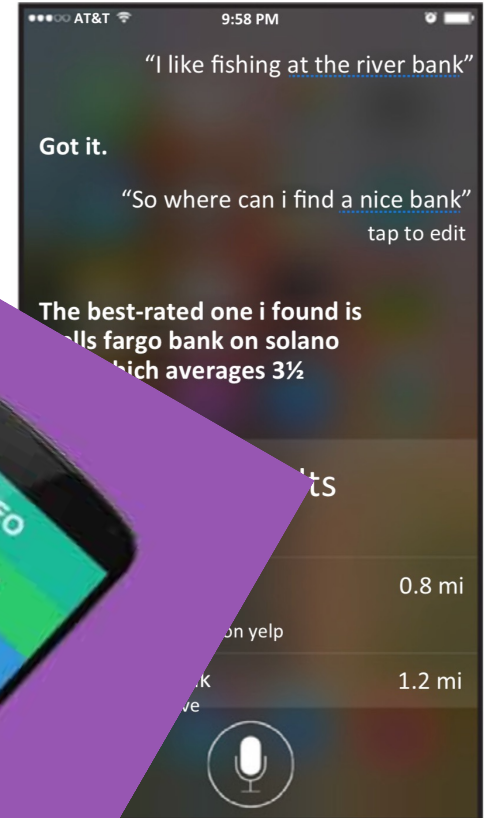 AT&T 9:58 PM
“I like fishing at the river bank”
Got it.
“So where can i find a nice bank”
tap to edit
The best-rated one i found is
fargo bank on solano
averages 3½
0.8 mi
on yelp
1.2 mi